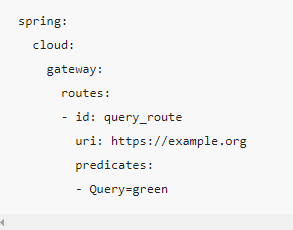 spring:
  cloud:
    gateway:
      routes:
      - id: query_route
        uri: https://example.org
        predicates:
        - Query=green